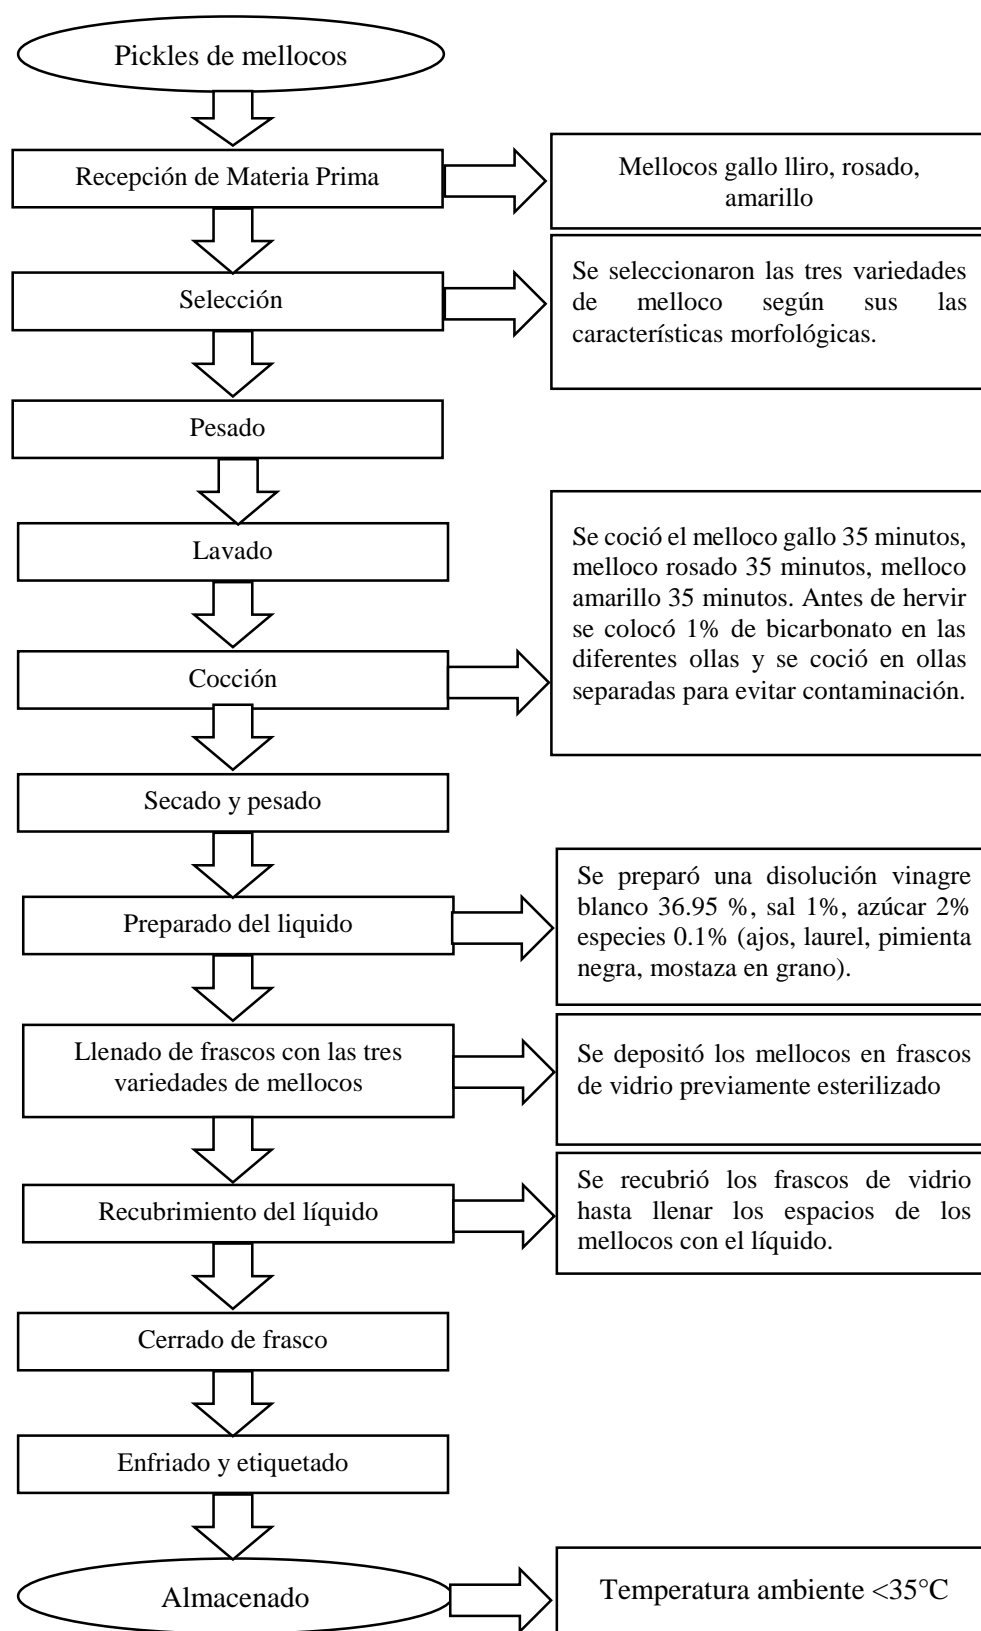 Pickles de mellocos
Recepción de Materia Prima
Mellocos gallo lliro, rosado,
amarillo
Selección
Se seleccionaron las tres variedades
de melloco según sus las
características morfológicas.
Pesado
Lavado
Cocción
Se coció el melloco gallo 35 minutos,
melloco rosado 35 minutos, melloco
amarillo 35 minutos. Antes de hervir
se colocó 1% de bicarbonato en las
diferentes ollas y se coció en ollas
separadas para evitar contaminación.
Secado y pesado
Preparado del liquido
Se preparó una disolución vinagre
blanco 36.95 %, sal 1%, azúcar 2%
especies 0.1% (ajos, laurel, pimienta
negra, mostaza en grano).
Llenado de frascos con las tres
variedades de mellocos
Se depositó los mellocos en frascos
de vidrio previamente esterilizado
Recubrimiento del líquido
Se recubrió los frascos de vidrio
hasta llenar los espacios de los
mellocos con el líquido.
Cerrado de frasco
Enfriado y etiquetado
Almacenado
Temperatura ambiente <35°C